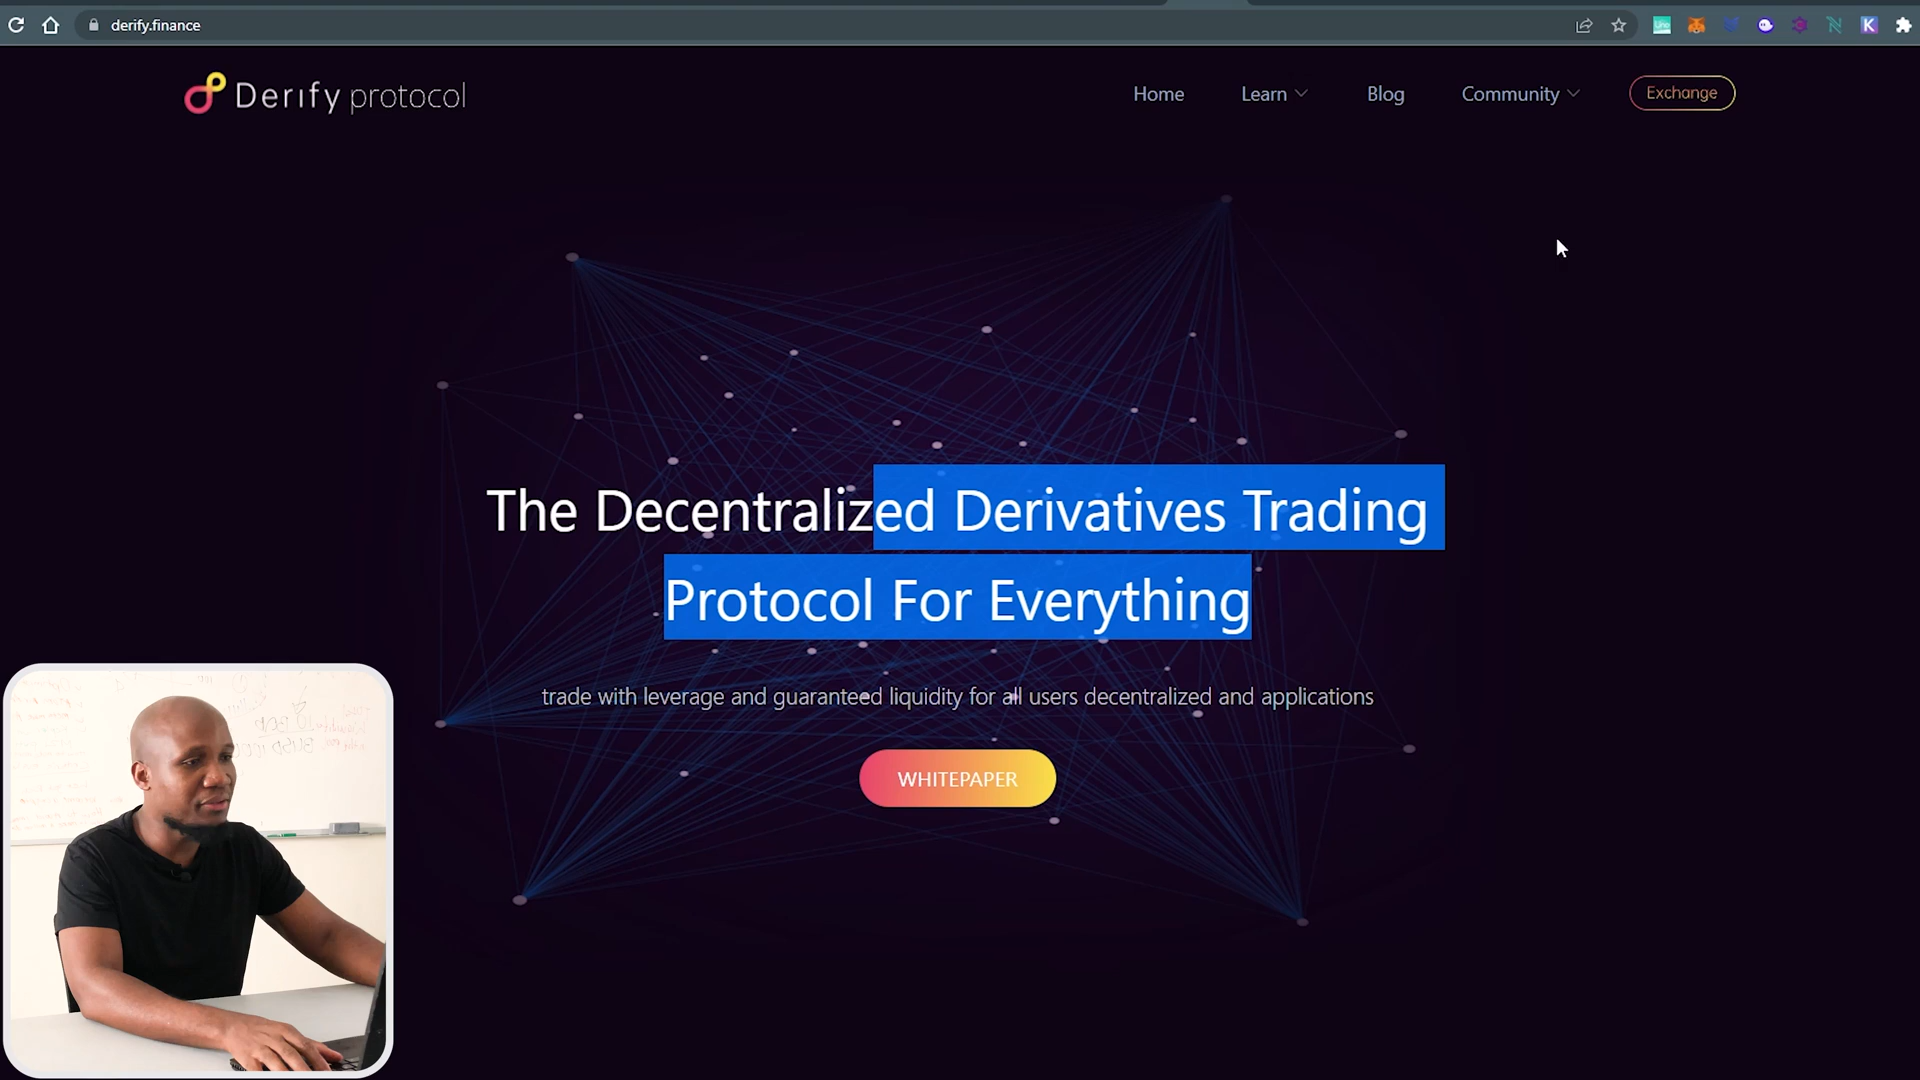 derify.finance
Derify protocol
Home
Learn
Blog
Community
Exchange
The Decentralized Derivatives Trading
Protocol For Everything
trade with leverage and guaranteed liquidity for all users decentralized and applications
WHITEPAPER
K